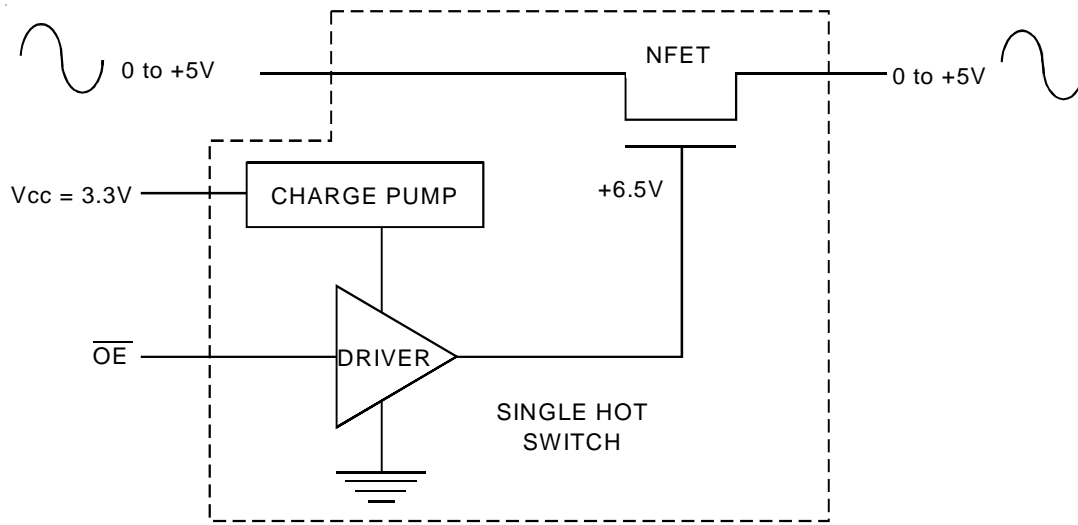 NFET
0 to +5V
0 to +5V
Vcc = 3.3V
CHARGE PUMP
+6.5V
OE
DRIVER
SINGLE HOT
SWITCH